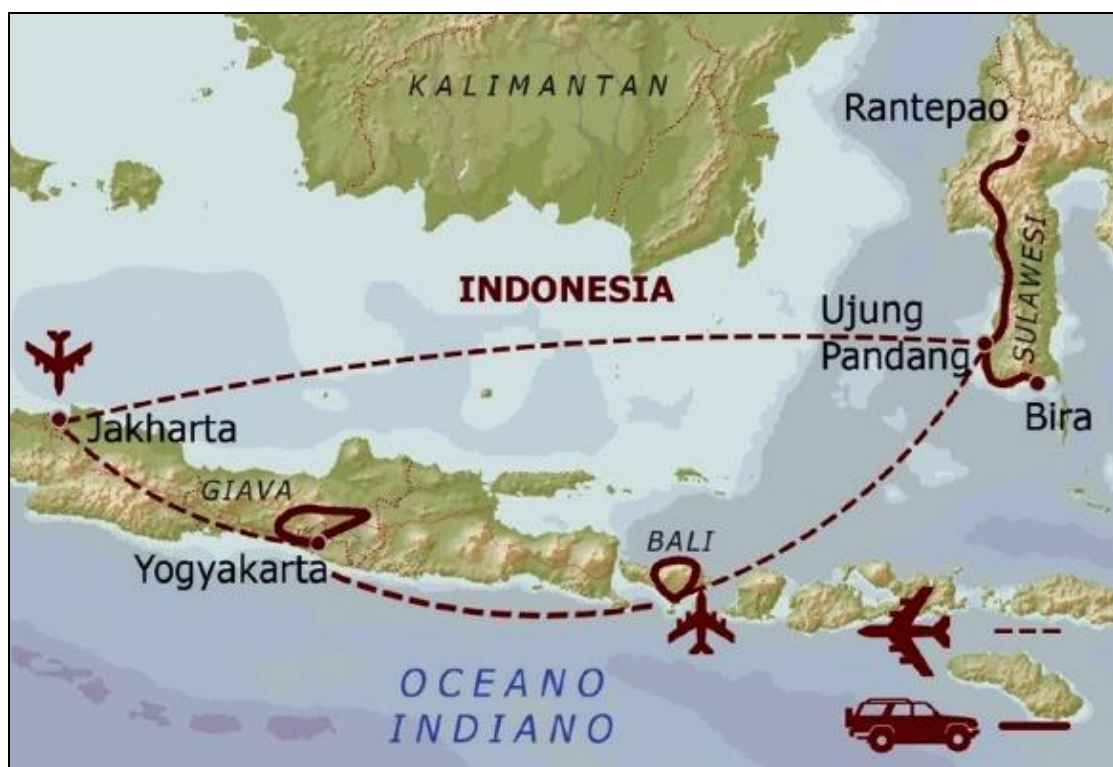 KALIMANTAN
Rantepao
INDONESIA
SULAWESI
Ujung
Pandang
Bira
Jakharta
GIAVA
Yogyakarta
BALI
OCEANO
INDIANO